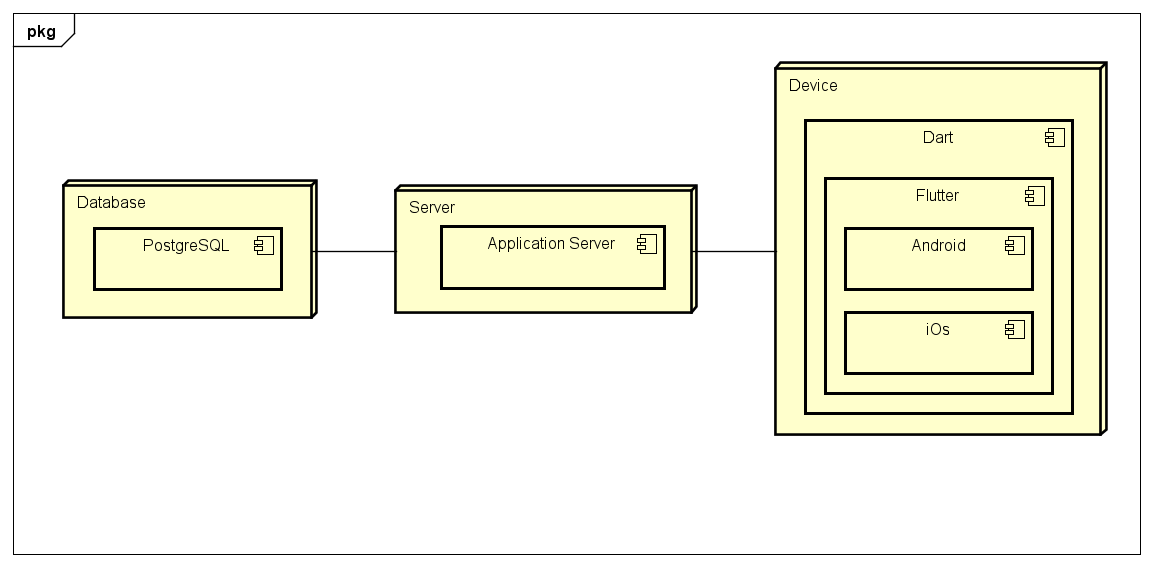 pkg
Device
Dart
Flutter
Android
iOs
Database
PostgreSQL
Server
Application Server